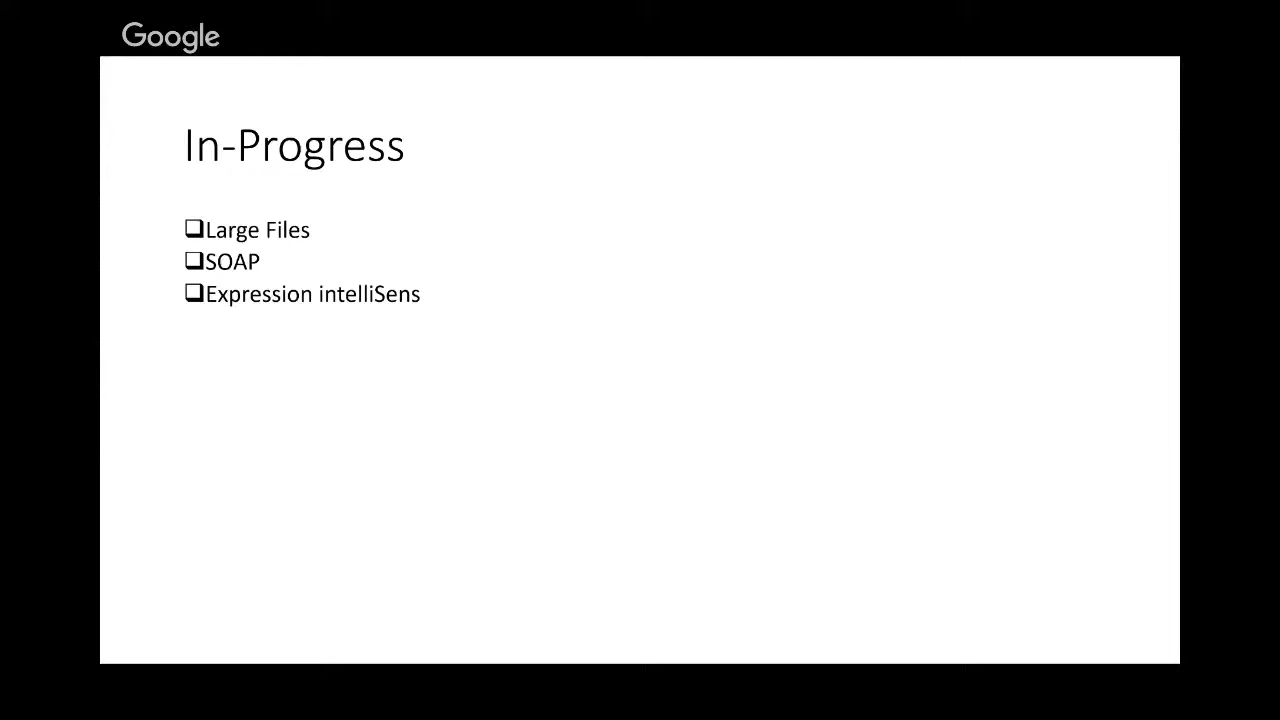 Google
In-Progress
❑Large Files
❑SOAP
❑Expression intelliSens